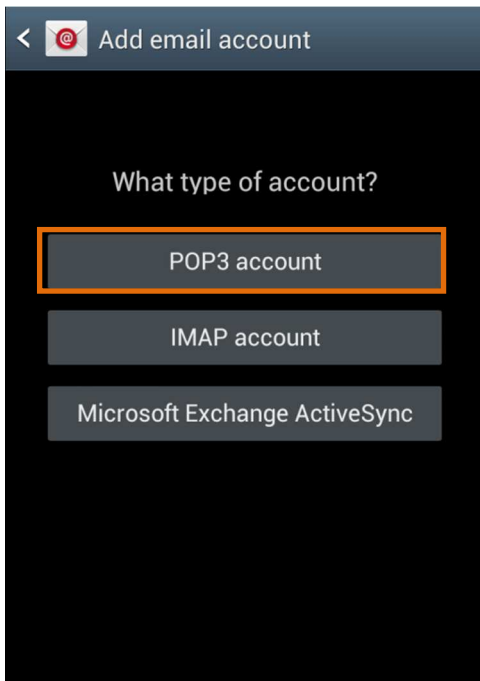 Add email account
What type of account?
POP3 account
IMAP account
Microsoft Exchange ActiveSync